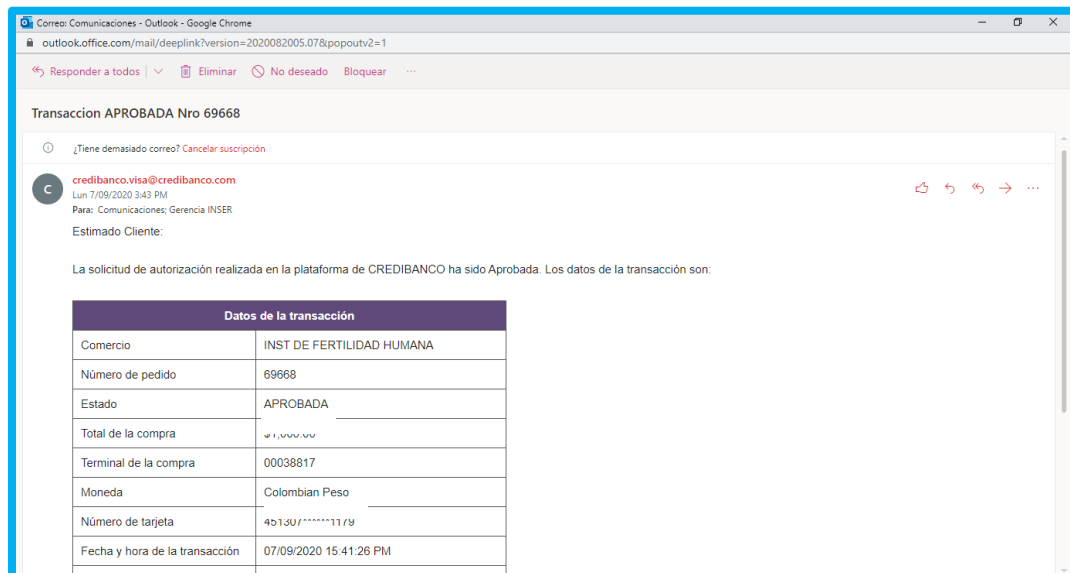 Correo: Comunicaciones - Outlook - Google Chrome
outlook.office.com/mail/deeplink?version=2020082005.07&popoutv2=1
Responder a todos Eliminar No deseado Bloquear ...
Transaccion APROBADA Nro 69668
¿Tiene demasiado correo? Cancelar suscripción
C
credibanco.visa@credibanco.com
Lun 7/09/2020 3:43 PM
Para: Comunicaciones; Gerencia INSER
Estimado Cliente:
La solicitud de autorización realizada en la plataforma de CREDIBANCO ha sido Aprobada. Los datos de la transacción son:
Datos de la transacción
Comercio INST DE FERTILIDAD HUMANA
Número de pedido 69668
Estado APROBADA
Total de la compra
Terminal de la compra 00038817
Moneda Colombian Peso
Número de tarjeta
Fecha y hora de la transacción 07/09/2020 15:41:26 PM